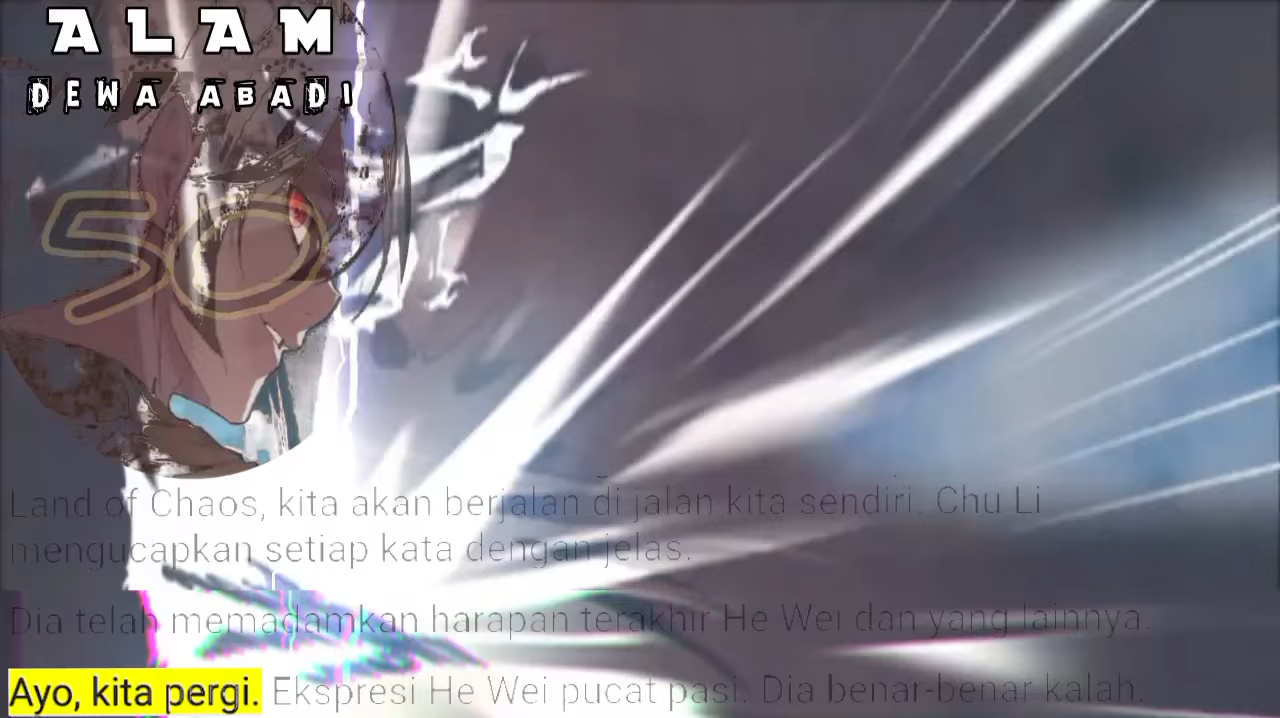 ALAM
DEWA ABADI
50
Land of Chaos, kita akan berjalan di jalan kita sendiri. Chu Li
mengucapkan setiap kata dengan jelas.
Dia telah memadamkan harapan terakhir He Wei dan yang lainnya.
Ayo, kita pergi. Ekspresi He Wei pucat pasi. Dia benar-benar kalah.